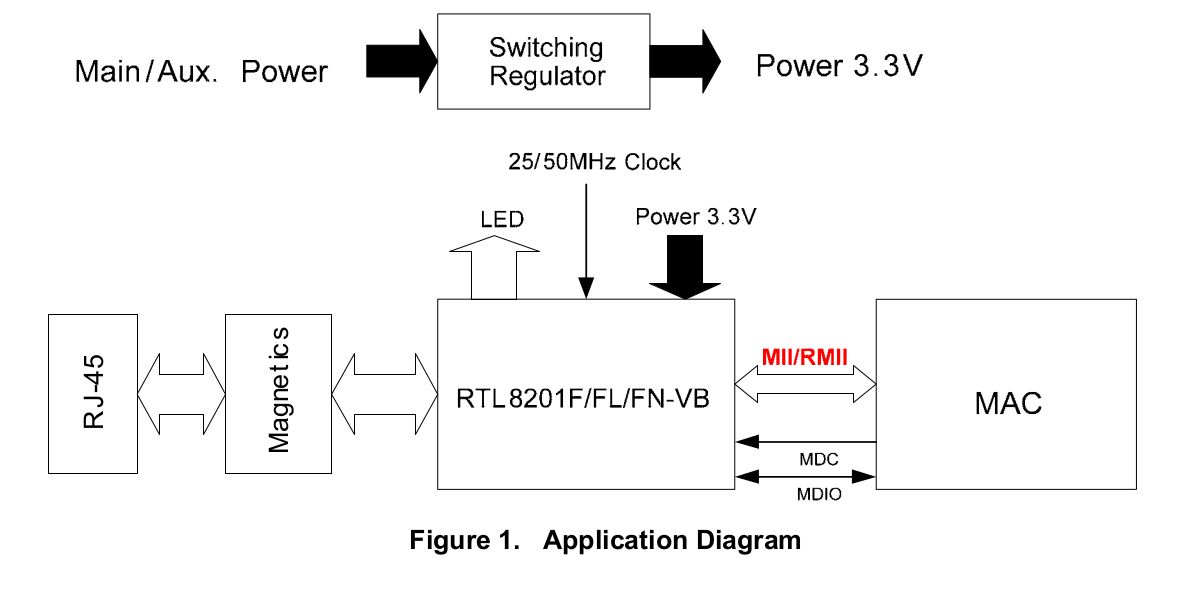 Switching
Regulator
Main/Aux. Power
Power 3.3V
25/50MHz Clock
LED
Power 3.3V
RJ-45
Magnetics
RTL8201F/FL/FN-VB
MII/RMII
MAC
MDC
MDIO
Figure 1. Application Diagram